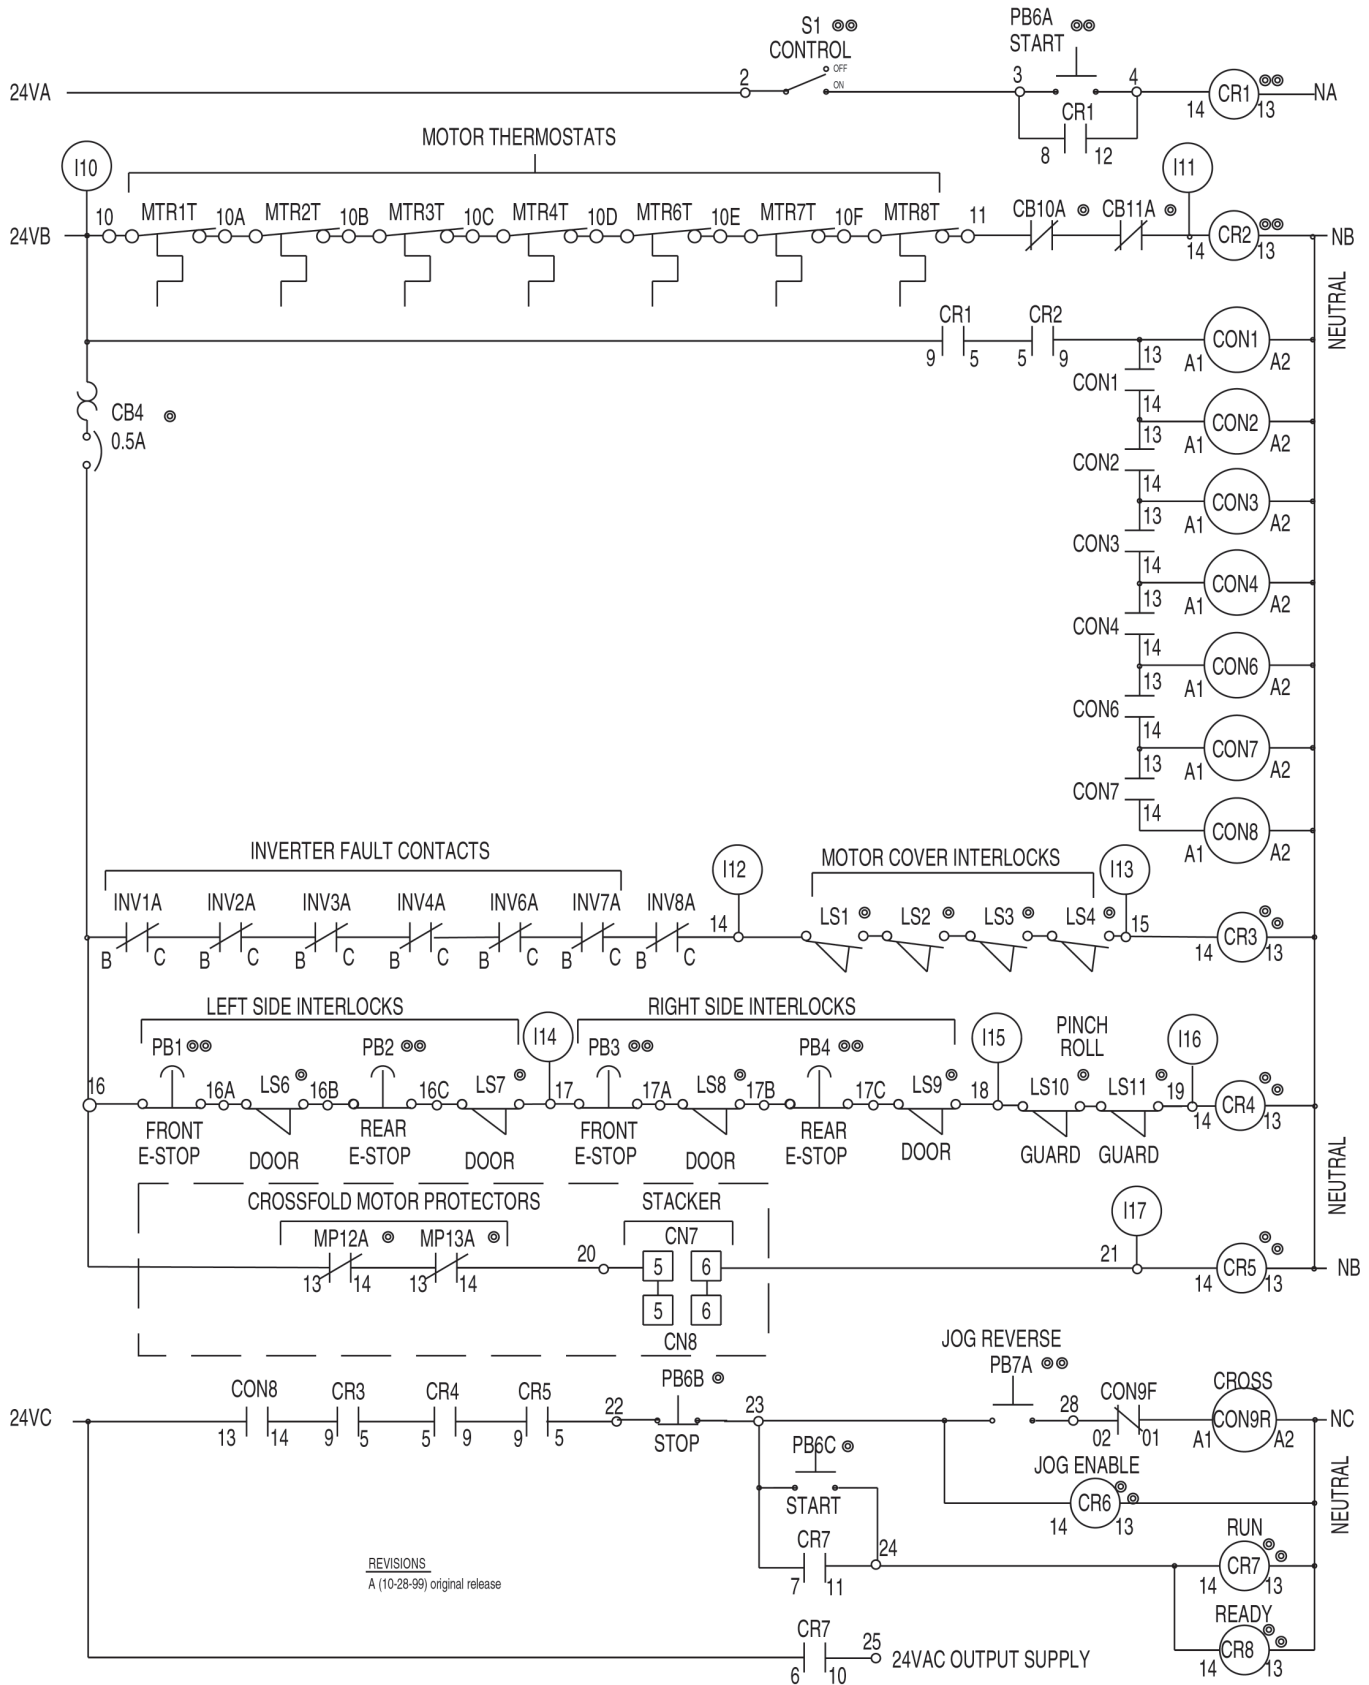 S1
CONTROL
OFF
ON
PB6A
START
24VA
2
3
4
CR1
14
13
NA
CR1
8
12
MOTOR THERMOSTATS
I10
I11
24VB
10
MTR1T
10A
MTR2T
10B
MTR3T
10C
MTR4T
10D
MTR6T
10E
MTR7T
10F
MTR8T
11
CB10A
CB11A
14
CR2
13
NB
NEUTRAL
CR1
9
5
CR2
5
9
CON1
A1
A2
CB4
0.5A
13
CON1
14
CON2
A1
A2
13
CON2
14
CON3
A1
A2
13
CON3
14
CON4
A1
A2
13
CON4
14
CON6
A1
A2
13
CON6
14
CON7
A1
A2
13
CON7
14
CON8
A1
A2
INVERTER FAULT CONTACTS
I12
MOTOR COVER INTERLOCKS
I13
INV1A
B
C
INV2A
B
C
INV3A
B
C
INV4A
B
C
INV6A
B
C
INV7A
B
C
INV8A
B
C
14
LS1
LS2
LS3
LS4
15
14
CR3
13
LEFT SIDE INTERLOCKS
RIGHT SIDE INTERLOCKS
I14
I15
PINCH
ROLL
I16
16
PB1
16A
LS6
16B
PB2
16C
LS7
17
PB3
17A
LS8
17B
PB4
17C
LS9
18
LS10
LS11
19
14
CR4
13
FRONT
E-STOP
DOOR
REAR
E-STOP
DOOR
FRONT
E-STOP
DOOR
REAR
E-STOP
DOOR
GUARD
GUARD
NEUTRAL
CROSSFOLD MOTOR PROTECTORS
STACKER
I17
MP12A
13
14
MP13A
13
14
20
CN7
5
6
5
6
CN8
21
14
CR5
13
NB
JOG REVERSE
PB7A
24VC
CON8
13
14
CR3
9
5
CR4
5
9
CR5
9
5
22
PB6B
STOP
23
28
CON9F
02
01
CROSS
CON9R
A1
A2
NC
NEUTRAL
PB6C
START
JOG ENABLE
CR6
14
13
CR7
7
11
24
RUN
CR7
14
13
REVISIONS
A (10-28-99) original release
READY
CR8
14
13
CR7
6
10
25
24VAC OUTPUT SUPPLY